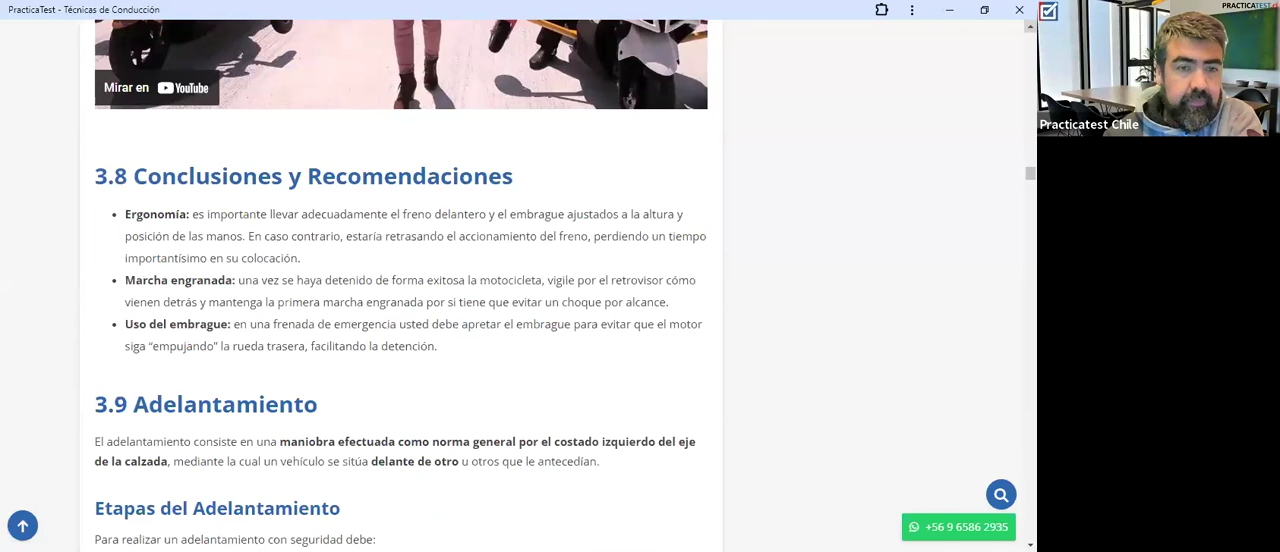 PracticaTest - Técnicas de Conducción
PRACTICATEST
Mirar en YouTube
Practicatest Chile
3.8 Conclusiones y Recomendaciones
Ergonomía: es importante llevar adecuadamente el freno delantero y el embrague ajustados a la altura y
posición de las manos. En caso contrario, estaría retrasando el accionamiento del freno, perdiendo un tiempo
importantísimo en su colocación.
Marcha engranada: una vez se haya detenido de forma exitosa la motocicleta, vigile por el retrovisor cómo
vienen detrás y mantenga la primera marcha engranada por si tiene que evitar un choque por alcance.
Uso del embrague: en una frenada de emergencia usted debe apretar el embrague para evitar que el motor
siga “empujando” la rueda trasera, facilitando la detención.
3.9 Adelantamiento
El adelantamiento consiste en una maniobra efectuada como norma general por el costado izquierdo del eje
de la calzada, mediante la cual un vehículo se sitúa delante de otro u otros que le antecedían.
Etapas del Adelantamiento
Para realizar un adelantamiento con seguridad debe:
+56 9 6586 2935